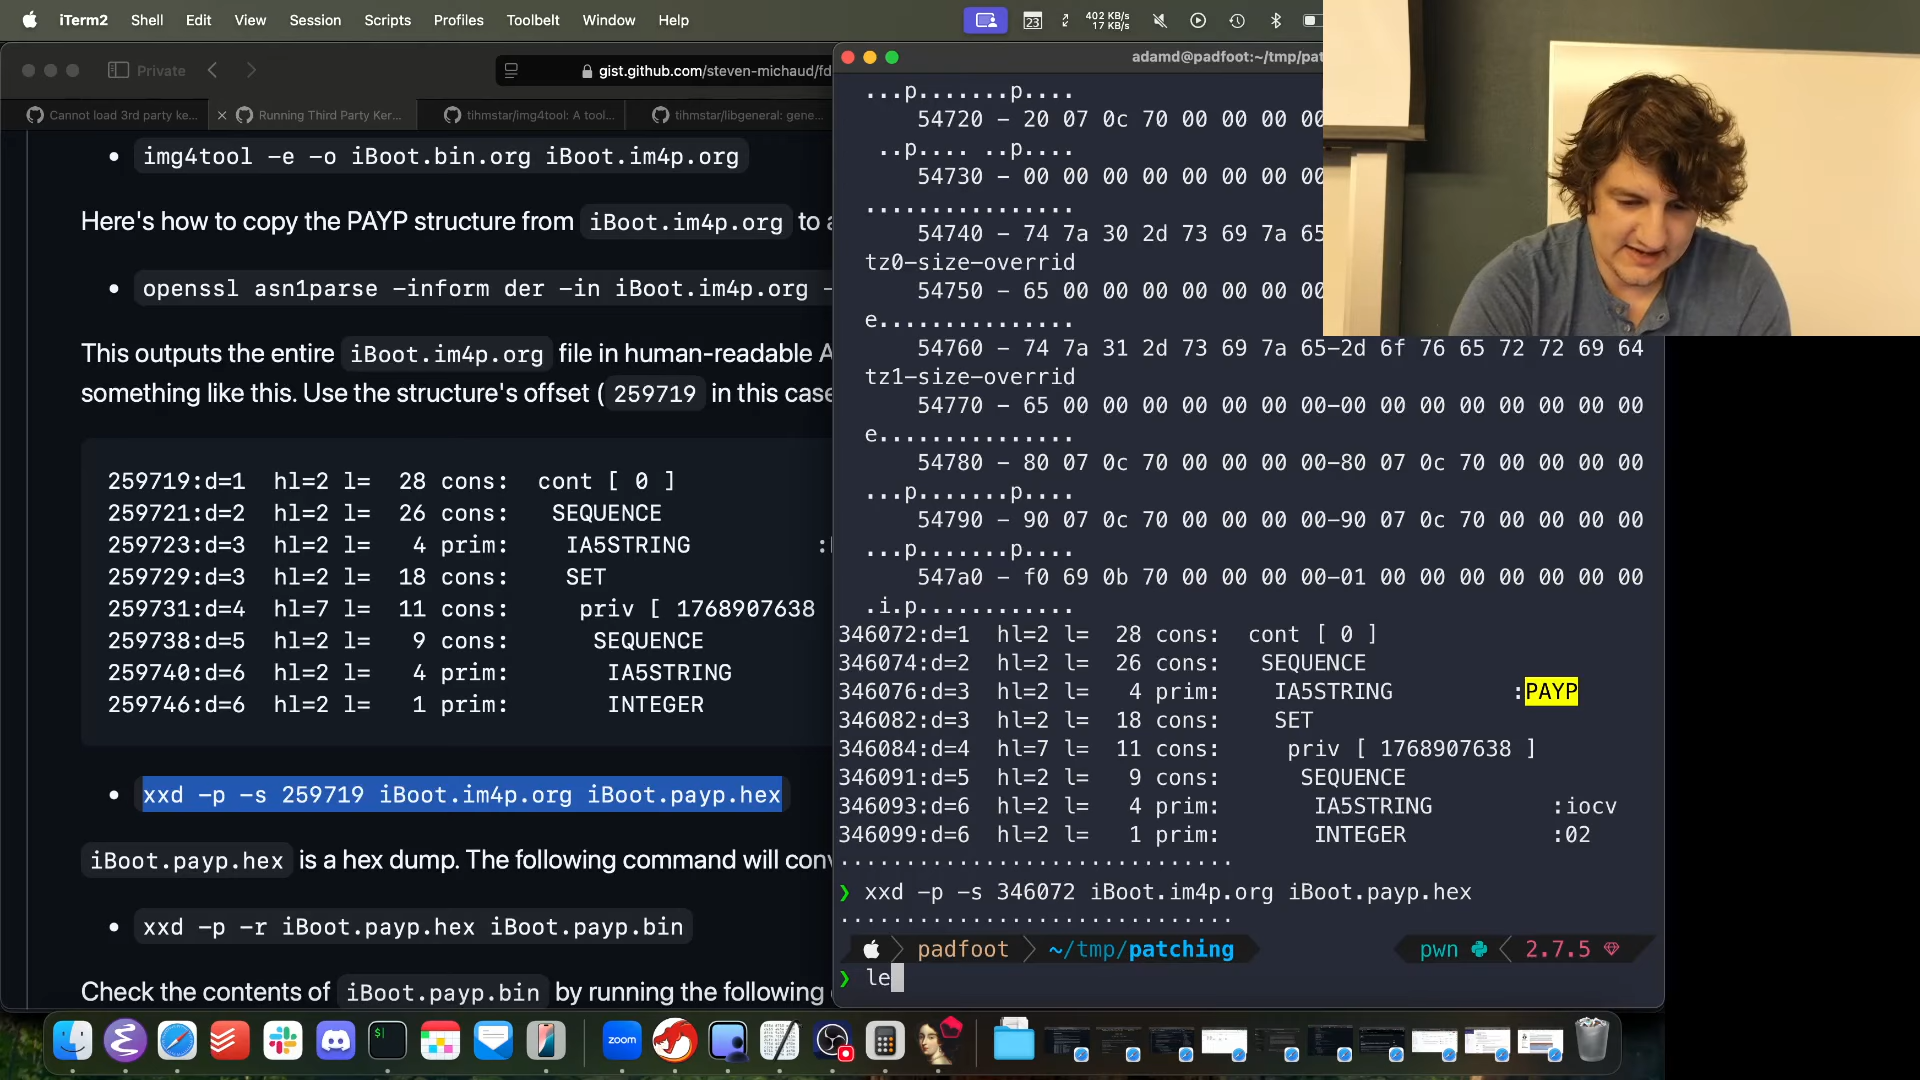 iTerm2 Shell Edit View Session Scripts Profiles Toolbelt Window Help
23
402 KB/s
17 KB/s
Private
gist.github.com/steven-michaud/fd
adamd@padfoot:~/tmp/pat
Cannot load 3rd party ke...
Running Third Party Ker...
tihmstar/img4tool: A tool...
tihmstar/libgeneral: gene...
img4tool -e -o iBoot.bin.org iBoot.im4p.org
Here's how to copy the PAYP structure from iBoot.im4p.org to a
openssl asn1parse -inform der -in iBoot.im4p.org -
This outputs the entire iBoot.im4p.org file in human-readable A
something like this. Use the structure's offset ( 259719 in this case
259719:d=1 hl=2 l= 28 cons: cont [ 0 ]
259721:d=2 hl=2 l= 26 cons: SEQUENCE
259723:d=3 hl=2 l= 4 prim: IA5STRING :
259729:d=3 hl=2 l= 18 cons: SET
259731:d=4 hl=7 l= 11 cons: priv [ 1768907638
259738:d=5 hl=2 l= 9 cons: SEQUENCE
259740:d=6 hl=2 l= 4 prim: IA5STRING
259746:d=6 hl=2 l= 1 prim: INTEGER
xxd -p -s 259719 iBoot.im4p.org iBoot.payp.hex
iBoot.payp.hex is a hex dump. The following command will conv
xxd -p -r iBoot.payp.hex iBoot.payp.bin
Check the contents of iBoot.payp.bin by running the following
...p.......p....
54720 - 20 07 0c 70 00 00 00 00
..p.... ..p....
54730 - 00 00 00 00 00 00 00 00
................
54740 - 74 7a 30 2d 73 69 7a 65
tz0-size-overrid
54750 - 65 00 00 00 00 00 00 00
e...............
54760 - 74 7a 31 2d 73 69 7a 65-2d 6f 76 65 72 72 69 64
tz1-size-overrid
54770 - 65 00 00 00 00 00 00 00-00 00 00 00 00 00 00 00
e...............
54780 - 80 07 0c 70 00 00 00 00-80 07 0c 70 00 00 00 00
...p.......p....
54790 - 90 07 0c 70 00 00 00 00-90 07 0c 70 00 00 00 00
...p.......p....
547a0 - f0 69 0b 70 00 00 00 00-01 00 00 00 00 00 00 00
.i.p............
346072:d=1 hl=2 l= 28 cons: cont [ 0 ]
346074:d=2 hl=2 l= 26 cons: SEQUENCE
346076:d=3 hl=2 l= 4 prim: IA5STRING :PAYP
346082:d=3 hl=2 l= 18 cons: SET
346084:d=4 hl=7 l= 11 cons: priv [ 1768907638 ]
346091:d=5 hl=2 l= 9 cons: SEQUENCE
346093:d=6 hl=2 l= 4 prim: IA5STRING :iocv
346099:d=6 hl=2 l= 1 prim: INTEGER :02
..............................
❯ xxd -p -s 346072 iBoot.im4p.org iBoot.payp.hex
..............................
padfoot ~/tmp/patching pwn 2.7.5
❯ le
zoom